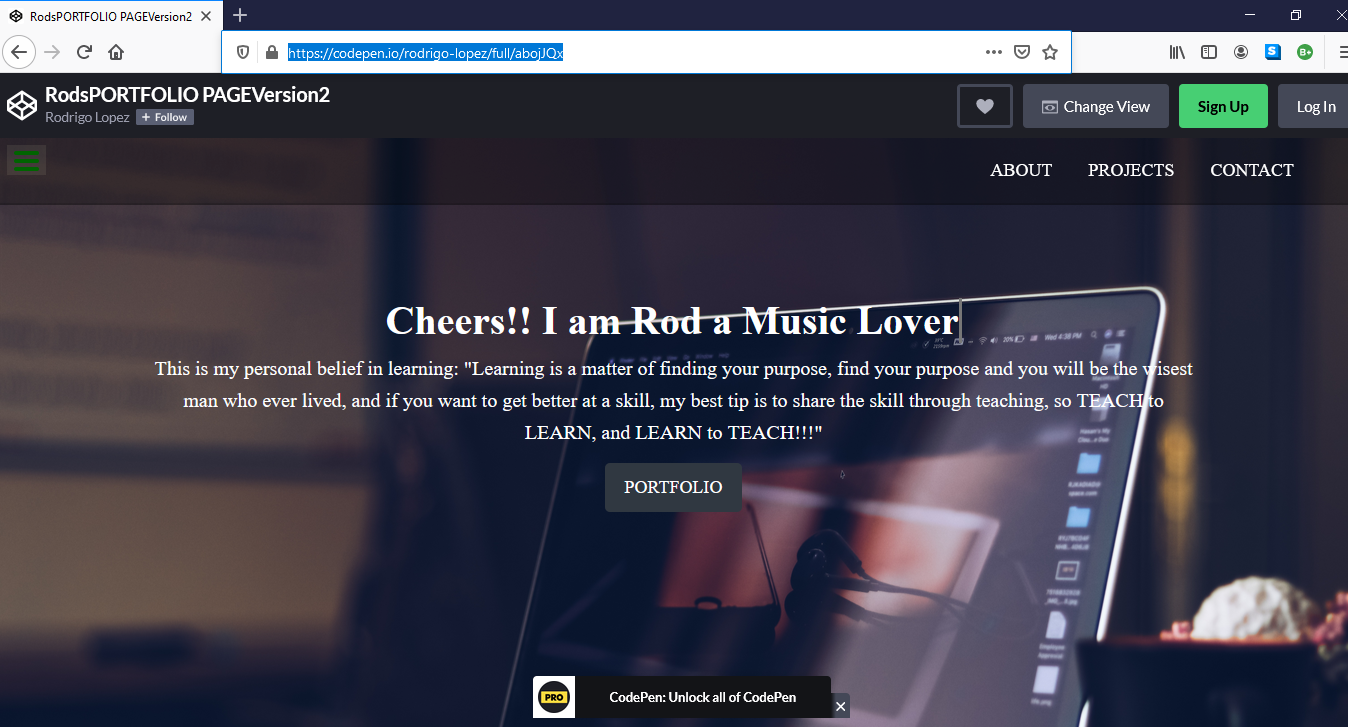 RodsPORTFOLIO PAGEVersion2
https://codepen.io/rodrigo-lopez/full/abojJQx
RodsPORTFOLIO PAGEVersion2
Rodrigo Lopez + Follow
Change View
Sign Up
Log In
ABOUT PROJECTS CONTACT
Cheers!! I am Rod a Music Lover
Wed 4:38 PM
This is my personal belief in learning: "Learning is a matter of finding your purpose, find your purpose and you will be the wisest
man who ever lived, and if you want to get better at a skill, my best tip is to share the skill through teaching, so TEACH to
LEARN, and LEARN to TEACH!!!"
PORTFOLIO
PRO
CodePen: Unlock all of CodePen